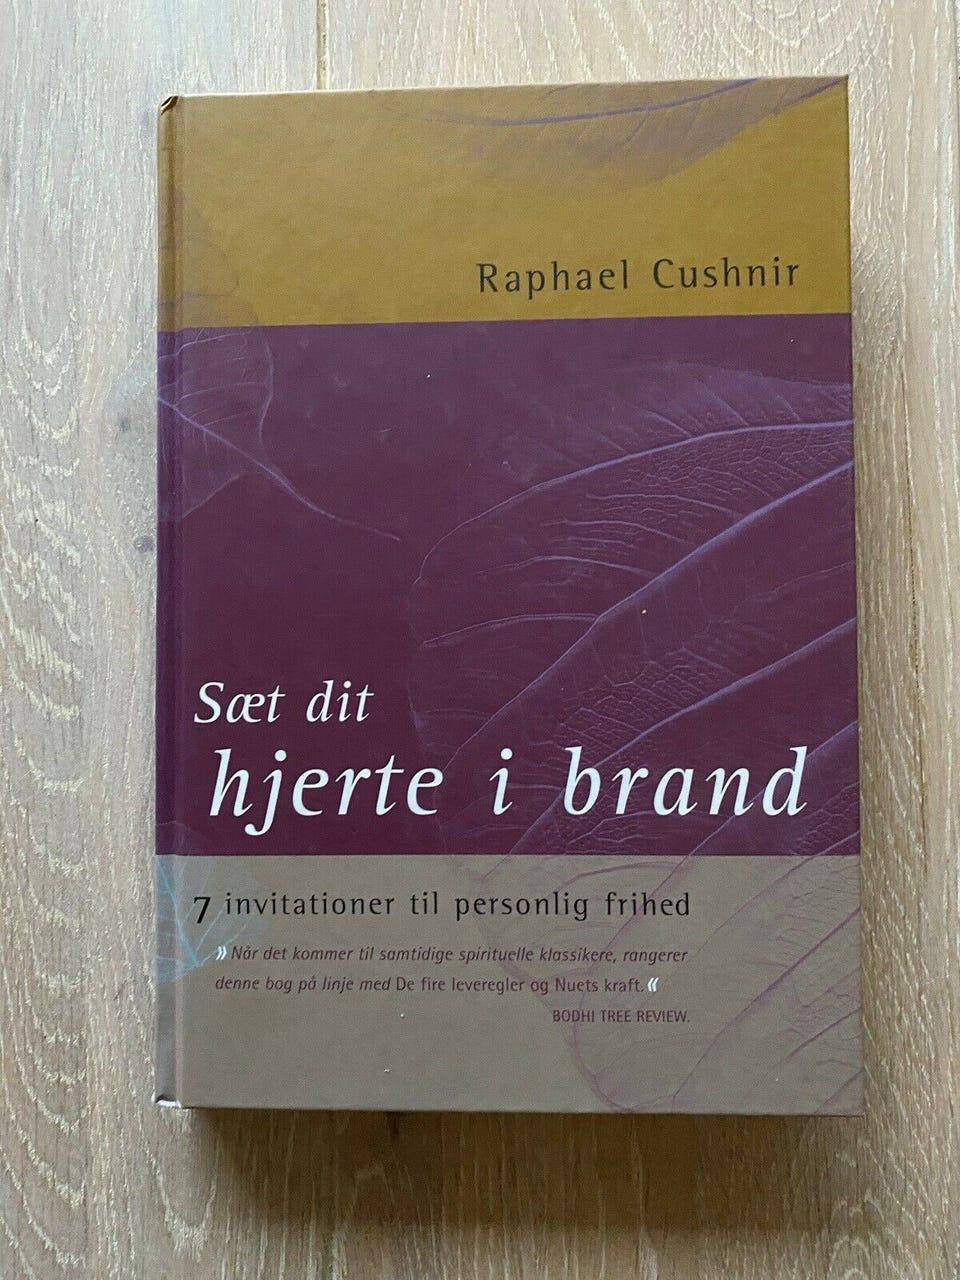 Raphael Cushnir
Sæt dit
hjerte i brand
7 invitationer til personlig frihed
» Når det kommer til samtidige spirituelle klassikere, rangerer
denne bog på linje med De fire leveregler og Nuets kraft. «
BODHI TREE REVIEW.